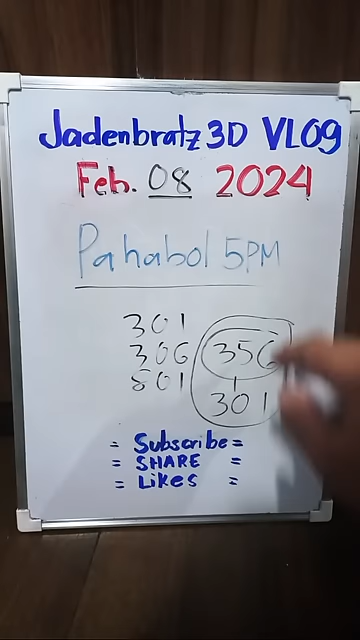 Jadenbratz 3D VLOG
Feb. 08 2024
Pahabol 5PM
301
306 356
801 301
= Subscribe =
= SHARE =
= Likes =